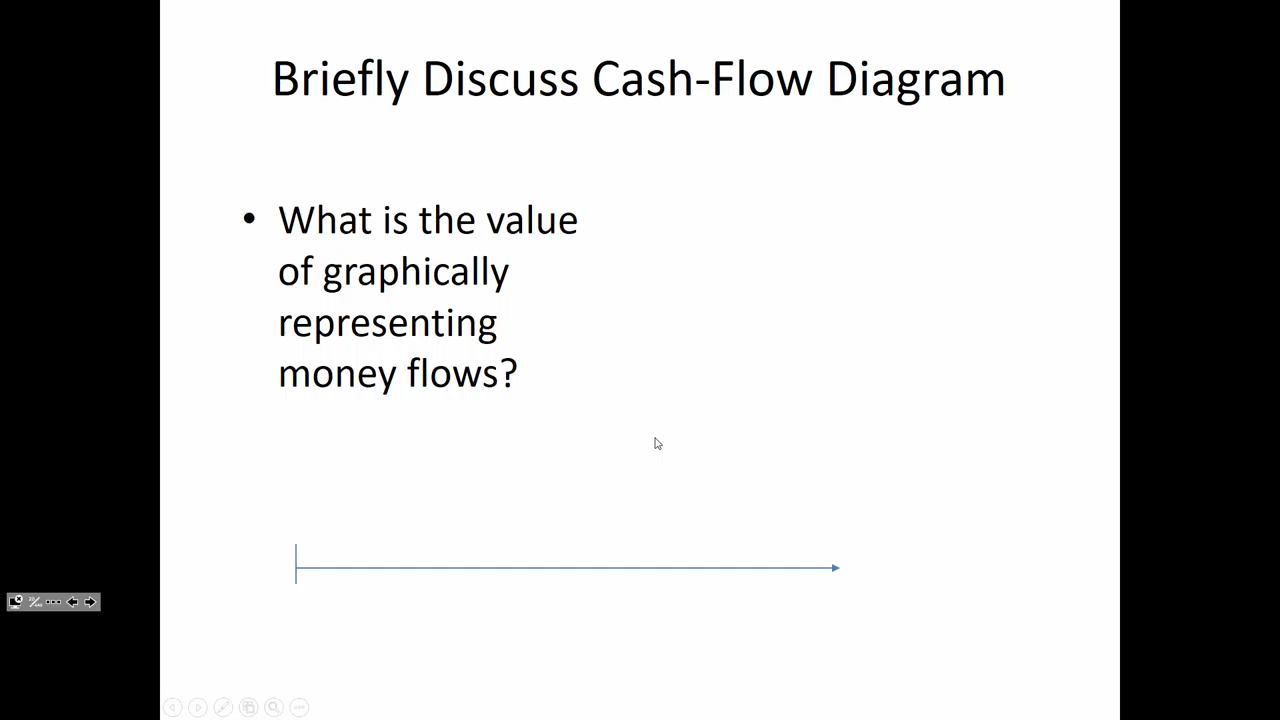 Briefly Discuss Cash-Flow Diagram
• What is the value
of graphically
representing
money flows?